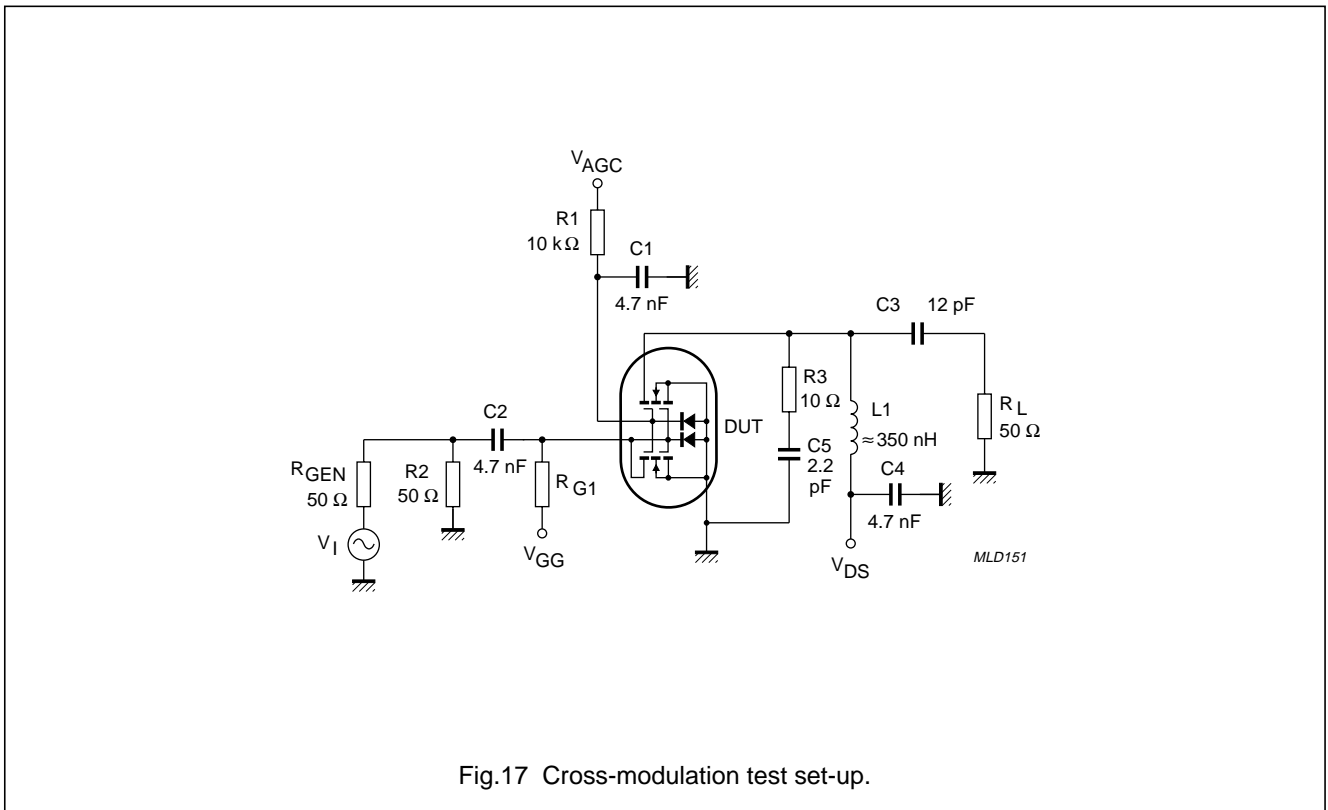 V AGC
R1
10 kΩ
C1
4.7 nF
C3 12 pF
R3
10 Ω
L1
≈350 nH
R L
50 Ω
C2
4.7 nF
DUT
C5
2.2
pF
R GEN
50 Ω
R2
50 Ω
R G1
C4
4.7 nF
V I
V GG
V DS
MLD151
Fig.17 Cross-modulation test set-up.